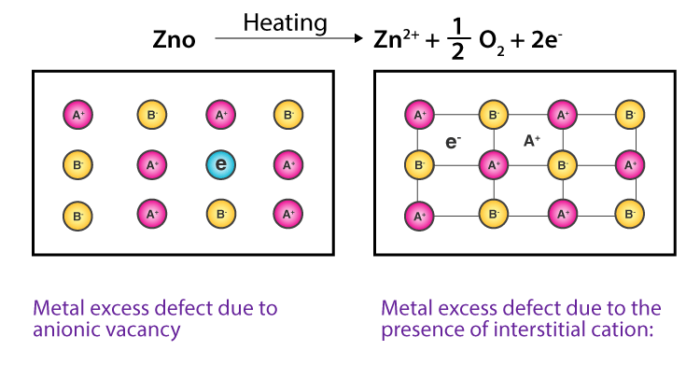 Zno Heating Zn²⁺ + 1/2 O₂ + 2e⁻
A⁺ B⁻ A⁺ B⁻
B⁻ A⁺ e A⁺
B⁻ A⁺ B⁻ A⁺
A⁺ B⁻ A⁺ B⁻
e⁻ A⁺
B⁻ A⁺ B⁻ A⁺
A⁺ B⁻ A⁺ B⁻
Metal excess defect due to
anionic vacancy
Metal excess defect due to the
presence of interstitial cation: